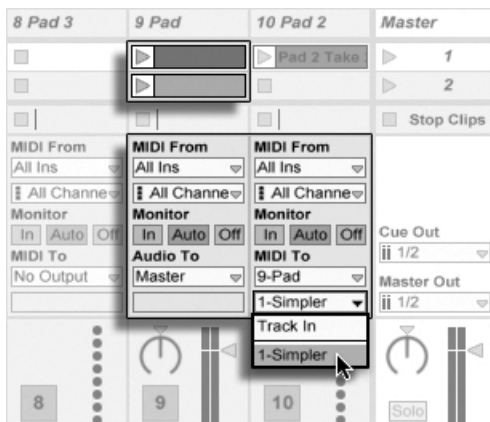 8 Pad 3 9 Pad 10 Pad 2 Master
Pad 2 Take 1
2
Stop Clips
MIDI From MIDI From MIDI From
All Ins All Ins All Ins
All Channe All Channe All Channe
Monitor Monitor Monitor
In Auto Off In Auto Off In Auto Off Cue Out
MIDI To Audio To MIDI To ii 1/2
No Output Master 9-Pad Master Out
1-Simpler ii 1/2
Track In
1-Simpler
8 9 10 Solo